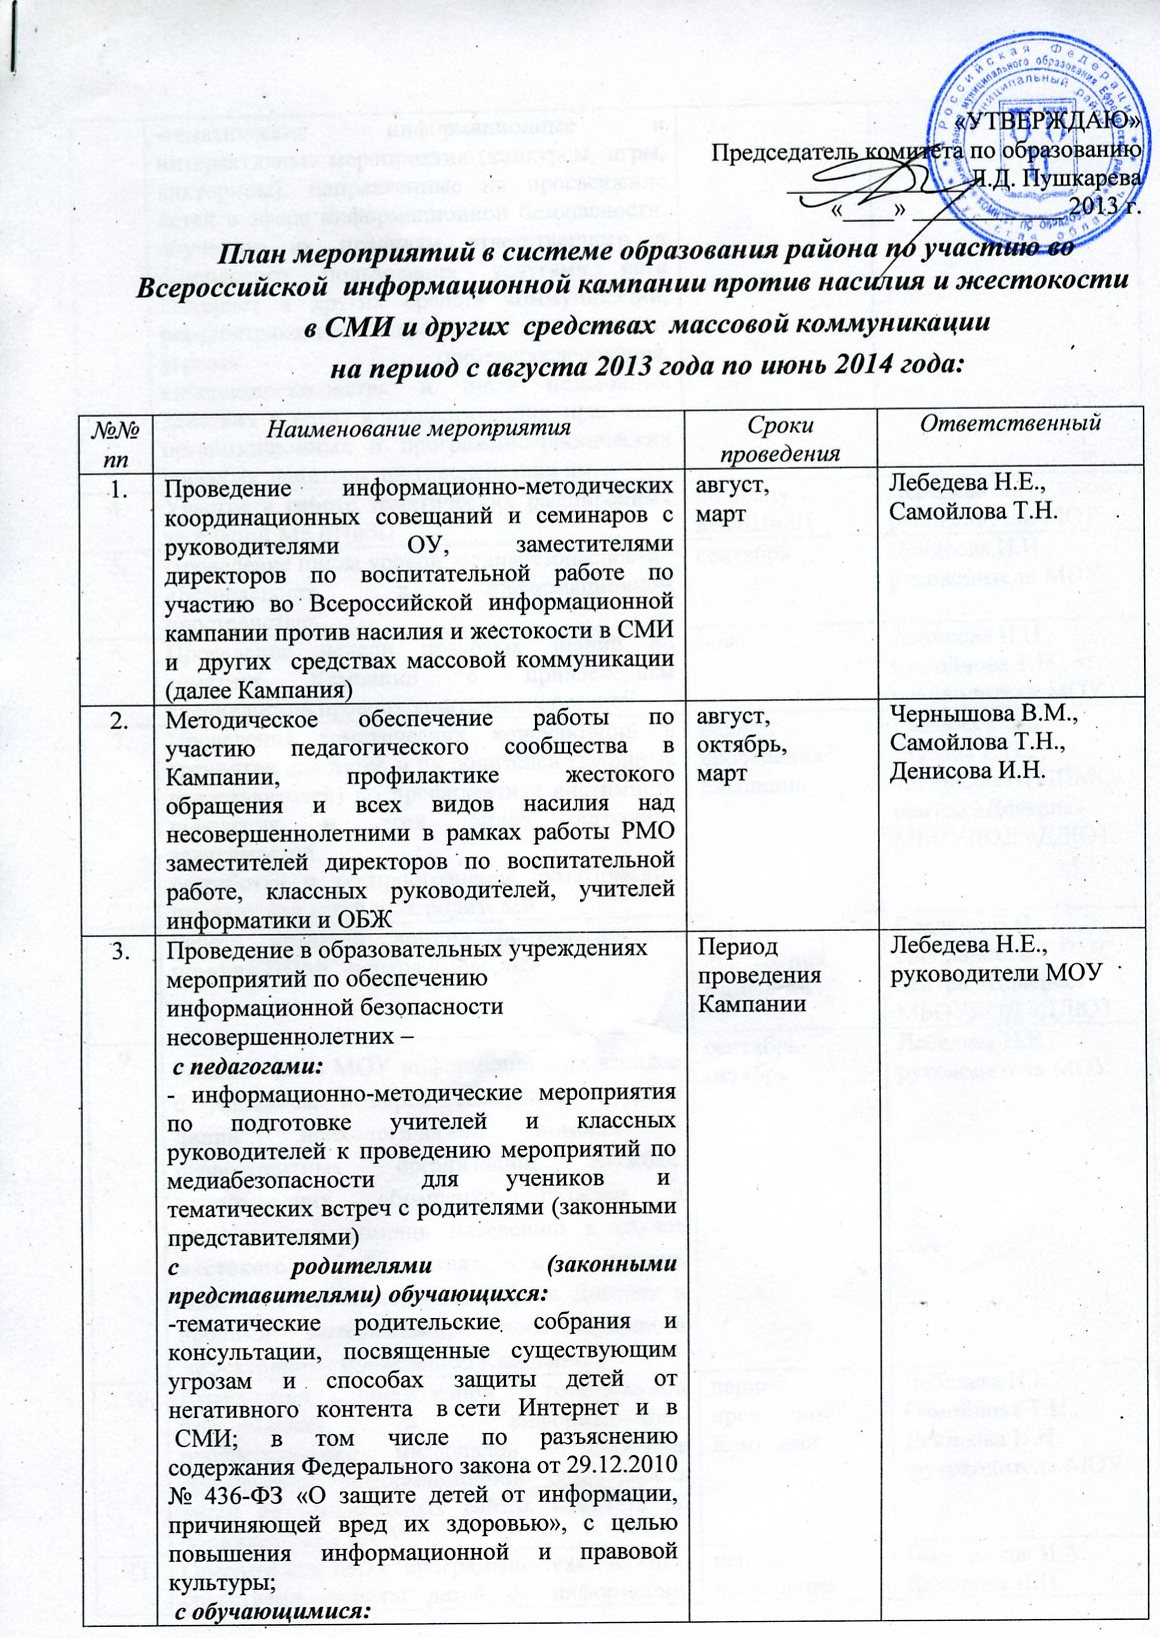 «УТВЕРЖДАЮ»
Председатель комитета по образованию
Л.Д. Пушкарева
«____» ____________ 2013 г.
План мероприятий в системе образования района по участию во
Всероссийской информационной кампании против насилия и жестокости
в СМИ и других средствах массовой коммуникации
на период с августа 2013 года по июнь 2014 года:
№№ пп
Наименование мероприятия
Сроки
проведения
Ответственный
1.
Проведение информационно-методических
координационных совещаний и семинаров с
руководителями ОУ, заместителями
директоров по воспитательной работе по
участию во Всероссийской информационной
кампании против насилия и жестокости в СМИ
и других средствах массовой коммуникации
(далее Кампания)
август,
март
Лебедева Н.Е.,
Самойлова Т.Н.
2.
Методическое обеспечение работы по
участию педагогического сообщества в
Кампании, профилактике жестокого
обращения и всех видов насилия над
несовершеннолетними в рамках работы РМО
заместителей директоров по воспитательной
работе, классных руководителей, учителей
информатики и ОБЖ
август,
октябрь,
март
Чернышова В.М.,
Самойлова Т.Н.,
Денисова И.Н.
3.
Проведение в образовательных учреждениях
мероприятий по обеспечению
информационной безопасности
несовершеннолетних –
с педагогами:
- информационно-методические мероприятия
по подготовке учителей и классных
руководителей к проведению мероприятий по
медиабезопасности для учеников и
тематических встреч с родителями (законными
представителями)
с родителями (законными
представителями) обучающихся:
-тематические родительские собрания и
консультации, посвященные существующим
угрозам и способах защиты детей от
негативного контента в сети Интернет и в
СМИ; в том числе по разъяснению
содержания Федерального закона от 29.12.2010
№ 436-ФЗ «О защите детей от информации,
причиняющей вред их здоровью», с целью
повышения информационной и правовой
культуры;
с обучающимися:
Период
проведения
Кампании
Лебедева Н.Е.,
руководители МОУ